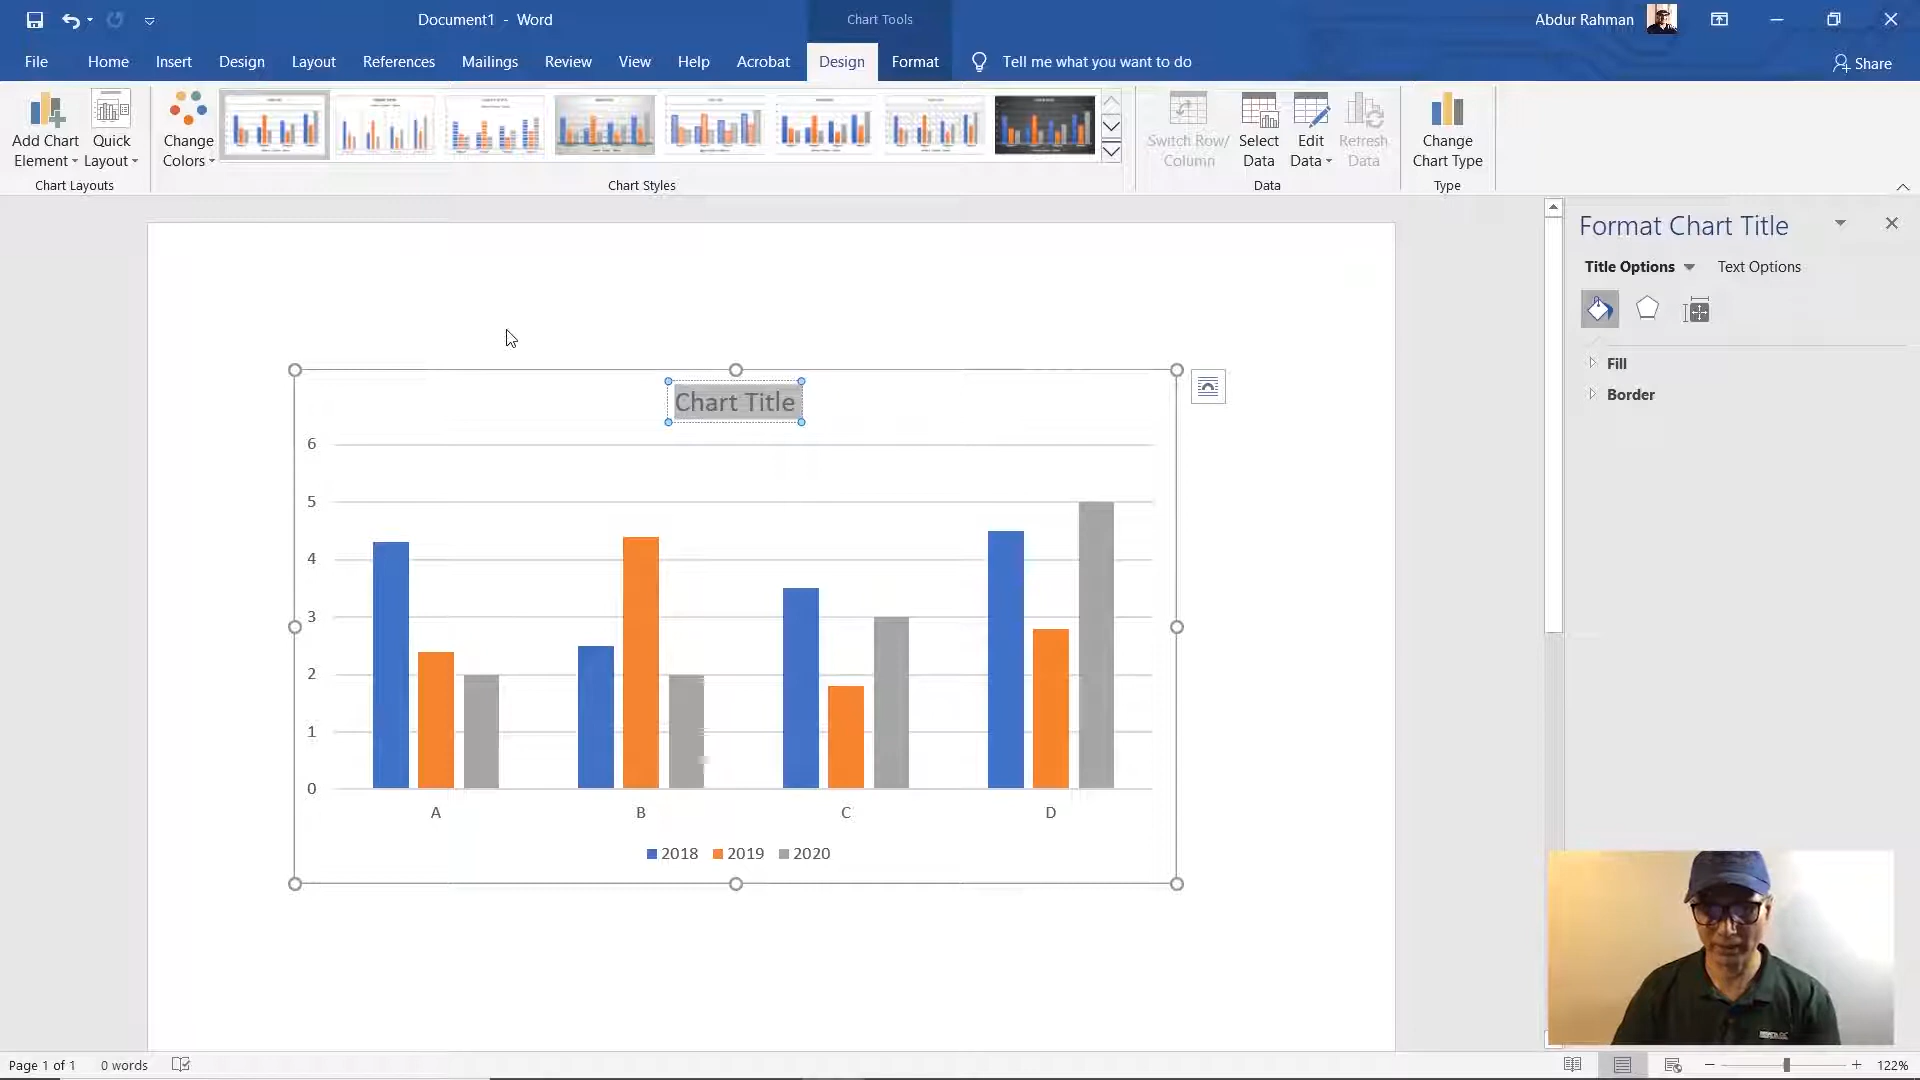 Document1 - Word
Chart Tools
Abdur Rahman
File Home Insert Design Layout References Mailings Review View Help Acrobat Design Format Tell me what you want to do Share
Add Chart Element
Quick Layout
Chart Layouts
Change Colors
Chart Styles
Switch Row/ Column
Select Data
Edit Data
Refresh Data
Data
Change Chart Type
Type
Format Chart Title
Title Options Text Options
Fill
Border
Chart Title
6
5
4
3
2
1
0
A B C D
2018 2019 2020
Page 1 of 1 0 words 122%